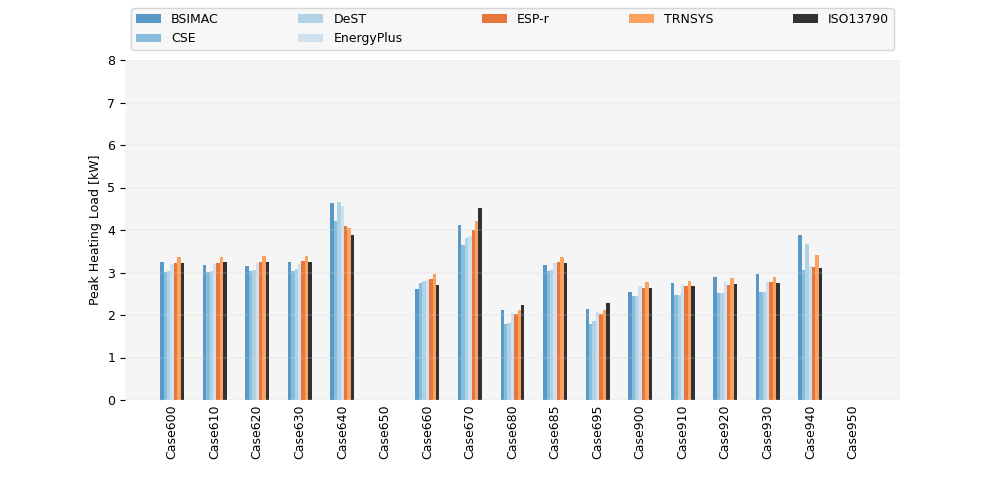 BSIMAC DeST ESP-r TRNSYS ISO13790
CSE EnergyPlus
8
7
6
5
4
3
2
1
0
Peak Heating Load [kW]
Case600
Case610
Case620
Case630
Case640
Case650
Case660
Case670
Case680
Case685
Case695
Case900
Case910
Case920
Case930
Case940
Case950